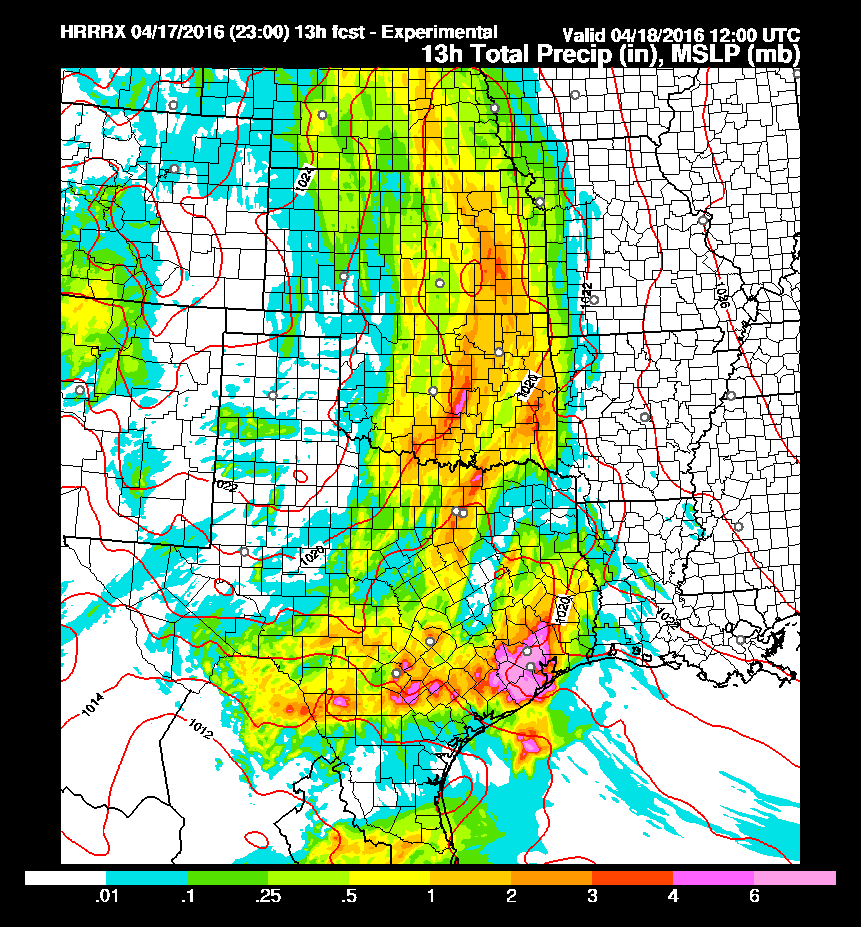 HRRRX 04/17/2016 (23:00) 13h fcst - Experimental
Valid 04/18/2016 12:00 UTC
13h Total Precip (in), MSLP (mb)
1024
1022
1026
1020
1022
1020
1020
1022
1014
1012
.01 .1 .25 .5 1 2 3 4 6